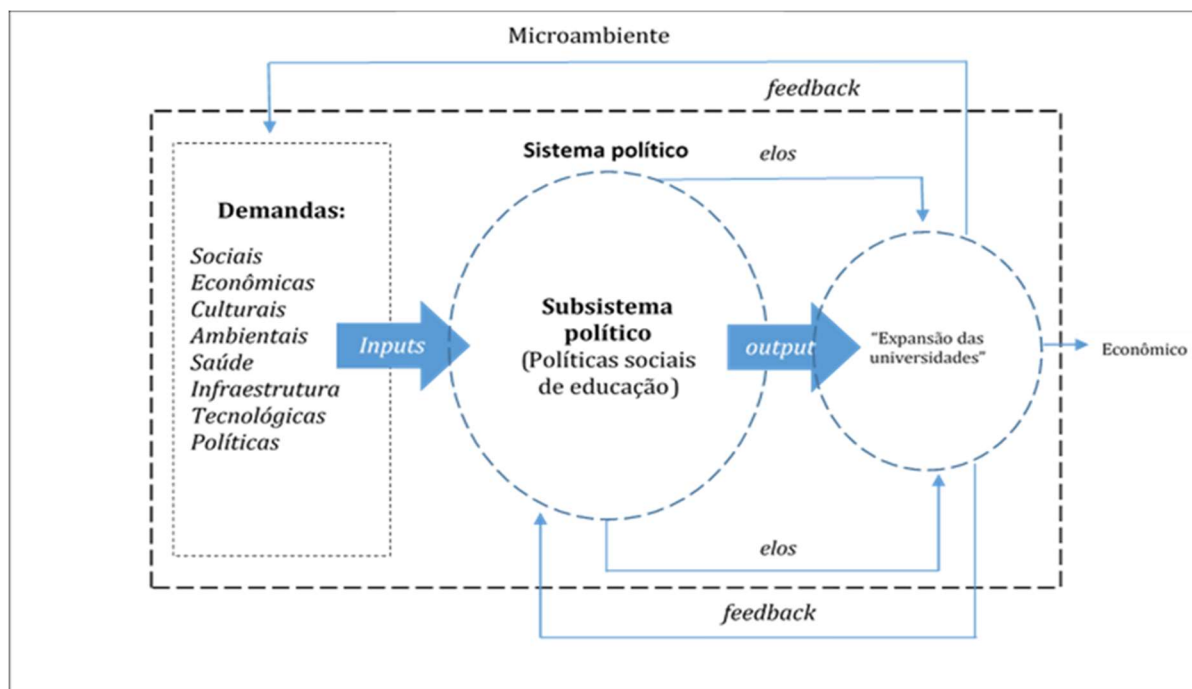 Microambiente
feedback
Sistema político
elos
Demandas:
Sociais
Econômicas
Culturais
Ambientais
Saúde
Infraestrutura
Tecnológicas
Políticas
Inputs
Subsistema
político
(Políticas sociais
de educação)
output
"Expansão das
universidades"
Econômico
elos
feedback